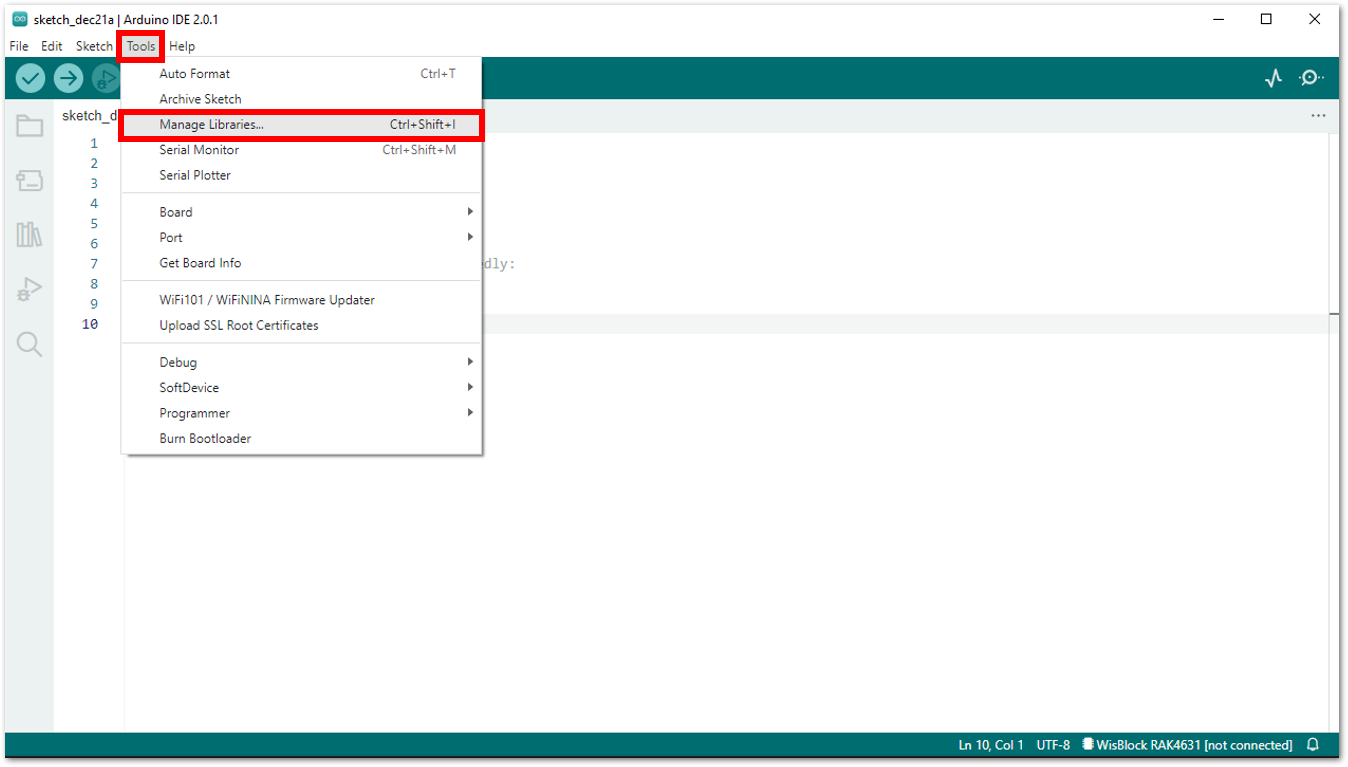 sketch_dec21a | Arduino IDE 2.0.1
File Edit Sketch Tools Help
Auto Format Ctrl+T
Archive Sketch
sketch_d
Manage Libraries... Ctrl+Shift+I
1
Serial Monitor Ctrl+Shift+M
2
Serial Plotter
3
4
Board
5
Port
6
Get Board Info
7 dly:
8
WiFi101 / WiFiNINA Firmware Updater
9
Upload SSL Root Certificates
10
Debug
SoftDevice
Programmer
Burn Bootloader
Ln 10, Col 1 UTF-8 WisBlock RAK4631 [not connected]